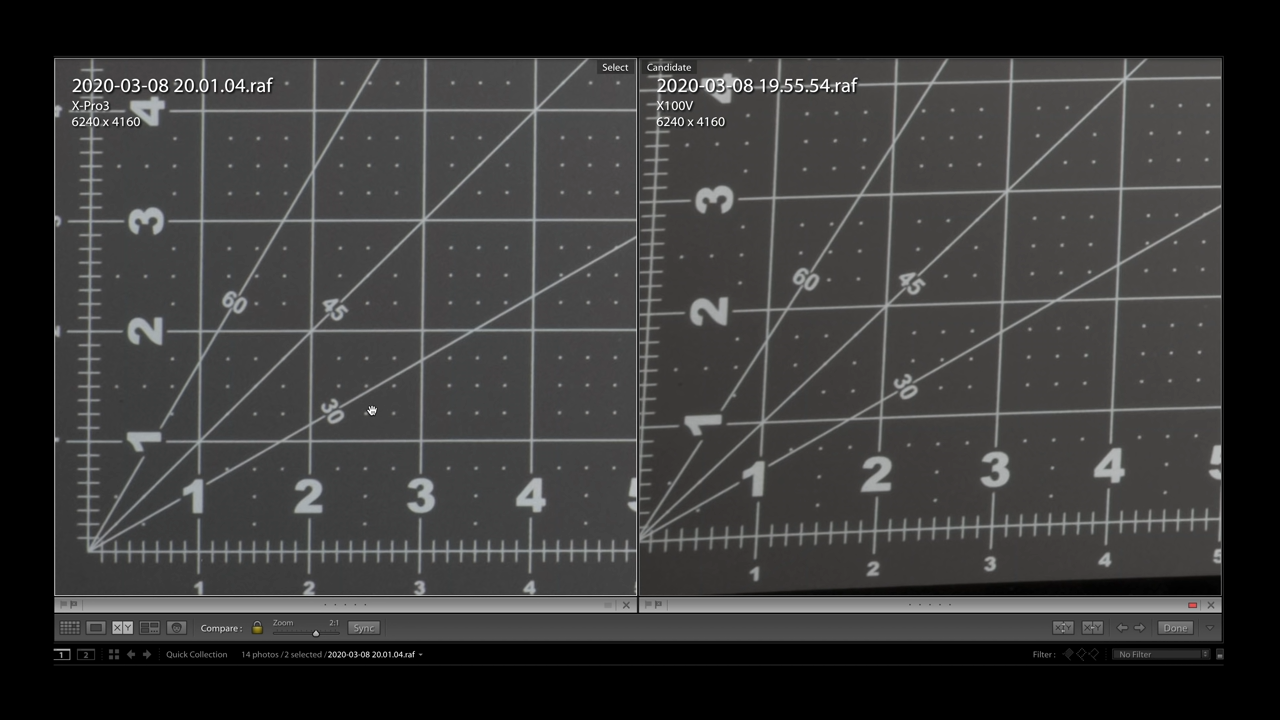 Select
2020-03-08 20.01.04.raf
X-Pro3
6240 x 4160
4
3
60
45
2
30
1
1 2 3 4
1 2 3 4
Candidate
2020-03-08 19.55.54.raf
X100V
6240 x 4160
4
3
60
45
2
30
1
1 2 3 4 5
1 2 3 4 5
XY Compare : Zoom 2:1 Sync Done
1 2 Quick Collection 14 photos /2 selected /2020-03-08 20.01.04.raf Filter : No Filter